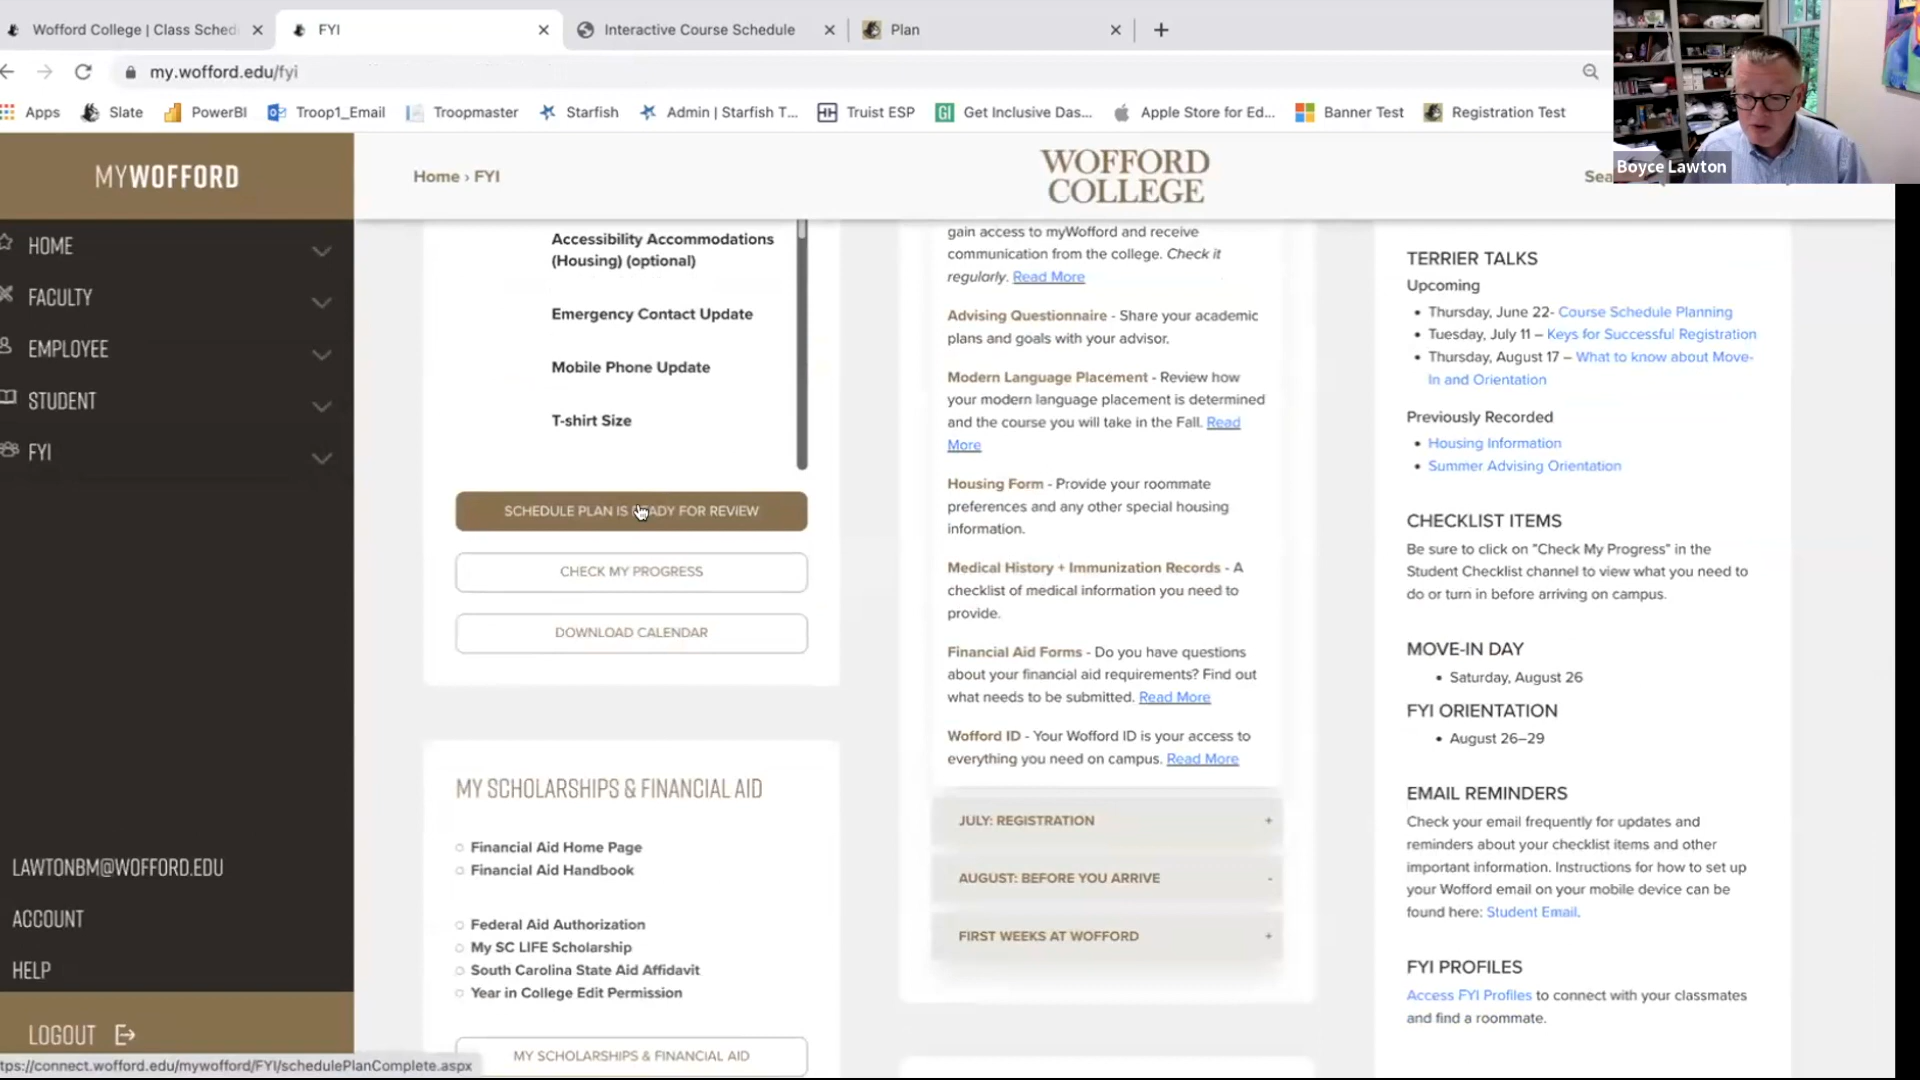 Wofford College | Class Sched
FYI
Interactive Course Schedule
Plan
my.wofford.edu/fyi
Apps
Slate
PowerBI
Troop1_Email
Troopmaster
Starfish
Admin | Starfish T...
Truist ESP
Get Inclusive Das...
Apple Store for Ed...
Banner Test
Registration Test
Boyce Lawton
MYWOFFORD
Home › FYI
WOFFORD
COLLEGE
Sea
HOME
FACULTY
EMPLOYEE
STUDENT
FYI
LAWTONBM@WOFFORD.EDU
ACCOUNT
HELP
LOGOUT
tps://connect.wofford.edu/mywofford/FYI/schedulePlanComplete.aspx
Accessibility Accommodations
(Housing) (optional)
Emergency Contact Update
Mobile Phone Update
T-shirt Size
SCHEDULE PLAN IS READY FOR REVIEW
CHECK MY PROGRESS
DOWNLOAD CALENDAR
MY SCHOLARSHIPS & FINANCIAL AID
Financial Aid Home Page
Financial Aid Handbook
Federal Aid Authorization
My SC LIFE Scholarship
South Carolina State Aid Affidavit
Year in College Edit Permission
MY SCHOLARSHIPS & FINANCIAL AID
gain access to myWofford and receive
communication from the college. Check it
regularly. Read More
Advising Questionnaire - Share your academic
plans and goals with your advisor.
Modern Language Placement - Review how
your modern language placement is determined
and the course you will take in the Fall. Read
More
Housing Form - Provide your roommate
preferences and any other special housing
information.
Medical History + Immunization Records - A
checklist of medical information you need to
provide.
Financial Aid Forms - Do you have questions
about your financial aid requirements? Find out
what needs to be submitted. Read More
Wofford ID - Your Wofford ID is your access to
everything you need on campus. Read More
JULY: REGISTRATION +
AUGUST: BEFORE YOU ARRIVE -
FIRST WEEKS AT WOFFORD +
TERRIER TALKS
Upcoming
• Thursday, June 22- Course Schedule Planning
• Tuesday, July 11 – Keys for Successful Registration
• Thursday, August 17 – What to know about Move-
In and Orientation
Previously Recorded
• Housing Information
• Summer Advising Orientation
CHECKLIST ITEMS
Be sure to click on "Check My Progress" in the
Student Checklist channel to view what you need to
do or turn in before arriving on campus.
MOVE-IN DAY
• Saturday, August 26
FYI ORIENTATION
• August 26–29
EMAIL REMINDERS
Check your email frequently for updates and
reminders about your checklist items and other
important information. Instructions for how to set up
your Wofford email on your mobile device can be
found here: Student Email.
FYI PROFILES
Access FYI Profiles to connect with your classmates
and find a roommate.